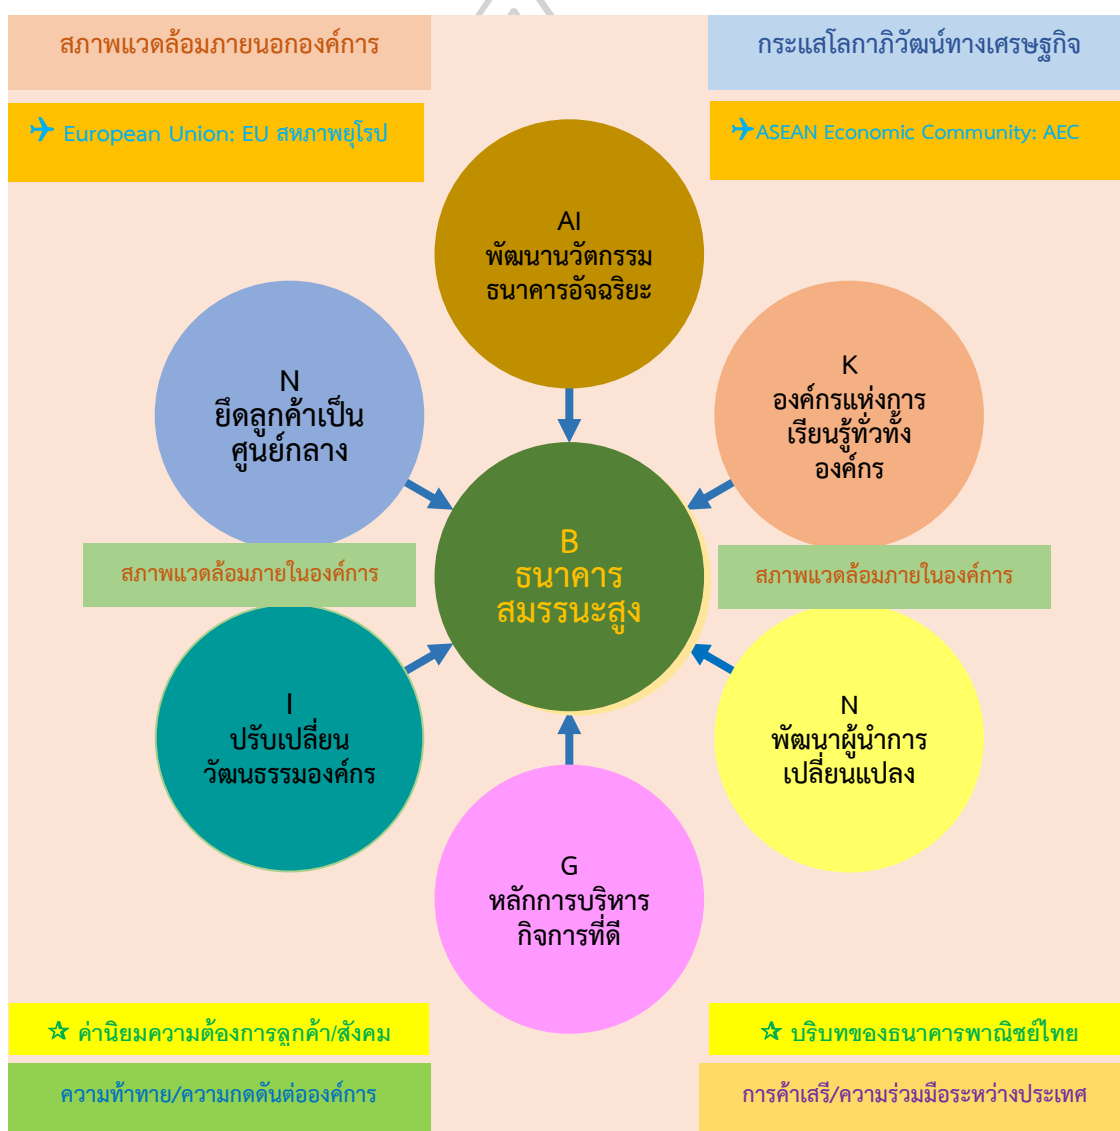 สภาพแวดล้อมภายนอกองค์การ
กระแสโลกาภิวัฒน์ทางเศรษฐกิจ
✈ European Union: EU สหภาพยุโรป
✈ASEAN Economic Community: AEC
AI
พัฒนานวัตกรรม
ธนาคารอัจฉริยะ
N
ยึดลูกค้าเป็น
ศูนย์กลาง
K
องค์กรแห่งการ
เรียนรู้ทั่วทั้ง
องค์กร
B
ธนาคาร
สมรรนะสูง
สภาพแวดล้อมภายในองค์การ
สภาพแวดล้อมภายในองค์การ
I
ปรับเปลี่ยน
วัฒนธรรมองค์กร
N
พัฒนาผู้นำการ
เปลี่ยนแปลง
G
หลักการบริหาร
กิจการที่ดี
☆ ค่านิยมความต้องการลูกค้า/สังคม
☆ บริบทของธนาคารพาณิชย์ไทย
ความท้าทาย/ความกดดันต่อองค์การ
การค้าเสรี/ความร่วมมือระหว่างประเทศ